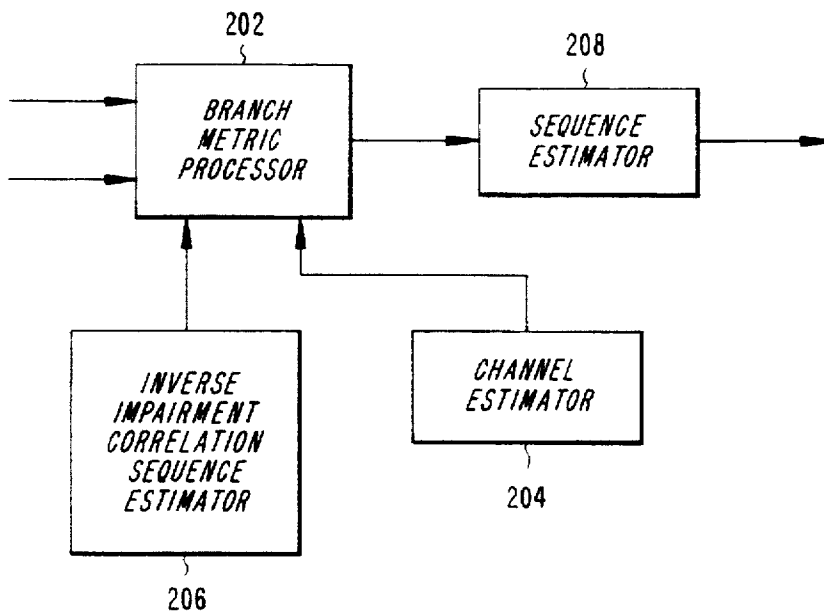 202
BRANCH
METRIC
PROCESSOR
208
SEQUENCE
ESTIMATOR
INVERSE
IMPAIRMENT
CORRELATION
SEQUENCE
ESTIMATOR
206
CHANNEL
ESTIMATOR
204